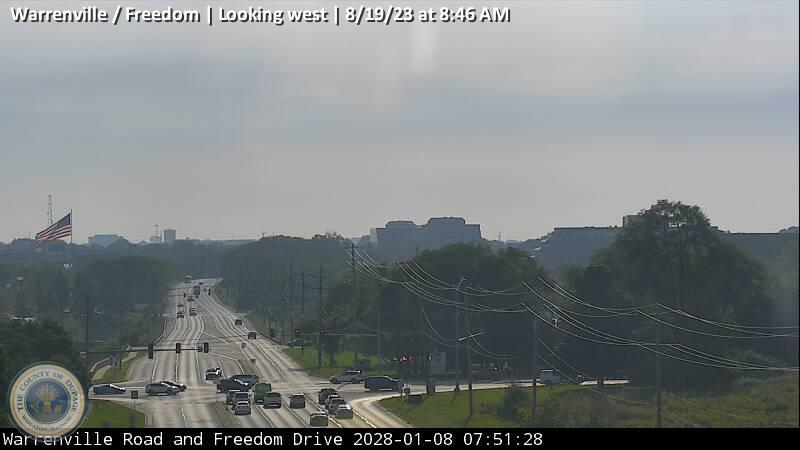 Warrenville / Freedom | Looking west | 8/19/23 at 8:46 AM
THE COUNTY OF DUPAGE
Warrenville Road and Freedom Drive 2028-01-08 07:51:28